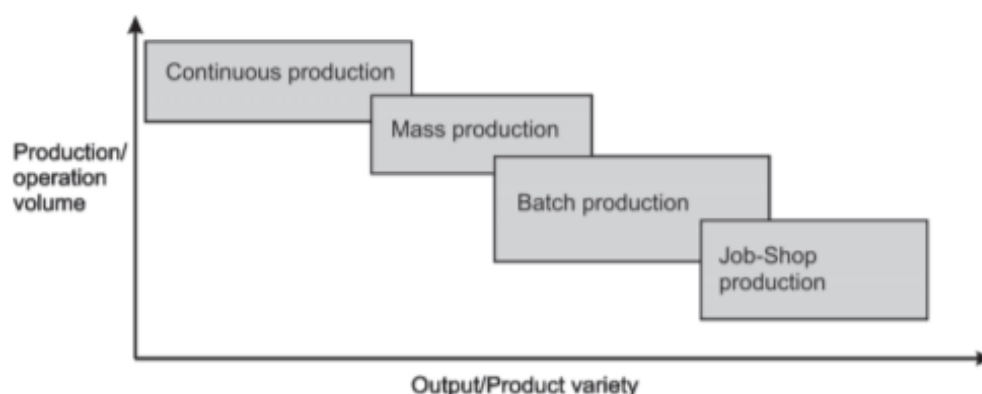 Continuous production
Mass production
Production/
operation
volume
Batch production
Job-Shop
production
Output/Product variety